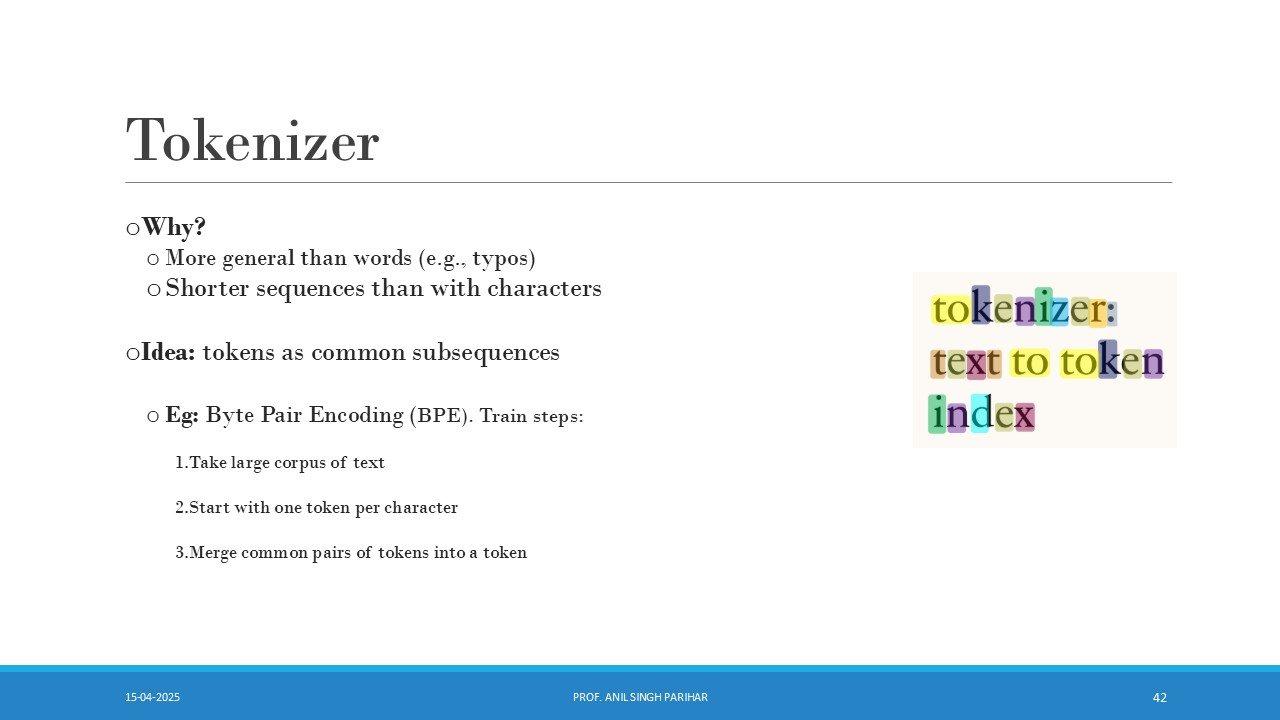 Tokenizer
oWhy?
o More general than words (e.g., typos)
o Shorter sequences than with characters
oIdea: tokens as common subsequences
o Eg: Byte Pair Encoding (BPE). Train steps:
1.Take large corpus of text
2.Start with one token per character
3.Merge common pairs of tokens into a token
tokenizer:
text to token
index
15-04-2025
PROF. ANIL SINGH PARIHAR
42